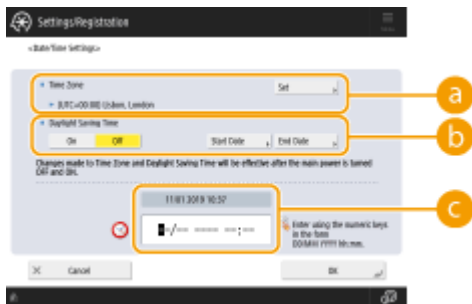 Settings/Registration
Menu
<Date/Time Settings>
Time Zone
Set
(UTC+00:00) Lisbon, London
a
Daylight Saving Time
On
Off
Start Date
End Date
b
Changes made to Time Zone and Daylight Saving Time will be effective after the main power is turned
OFF and ON.
11/01 2019 10:37
--/-- ---- --:--
c
Enter using the numeric keys
in the form
DD/MM YYYY hh:mm.
Cancel
OK